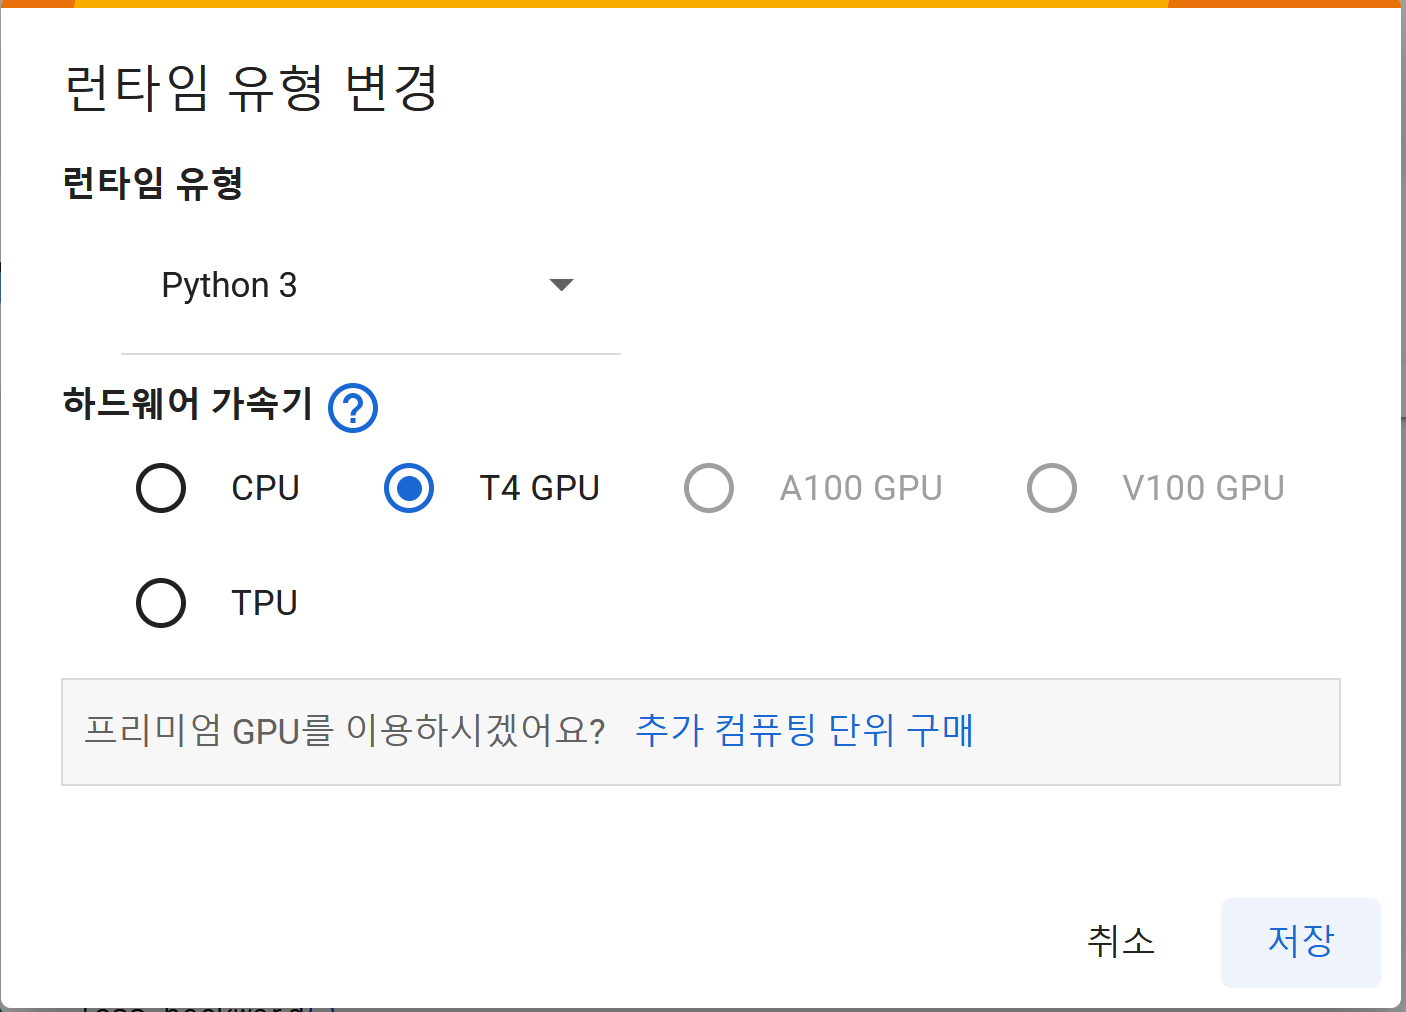 런타임 유형 변경
런타임 유형
Python 3
하드웨어 가속기 ?
CPU T4 GPU A100 GPU V100 GPU
TPU
프리미엄 GPU를 이용하시겠어요? 추가 컴퓨팅 단위 구매
취소 저장